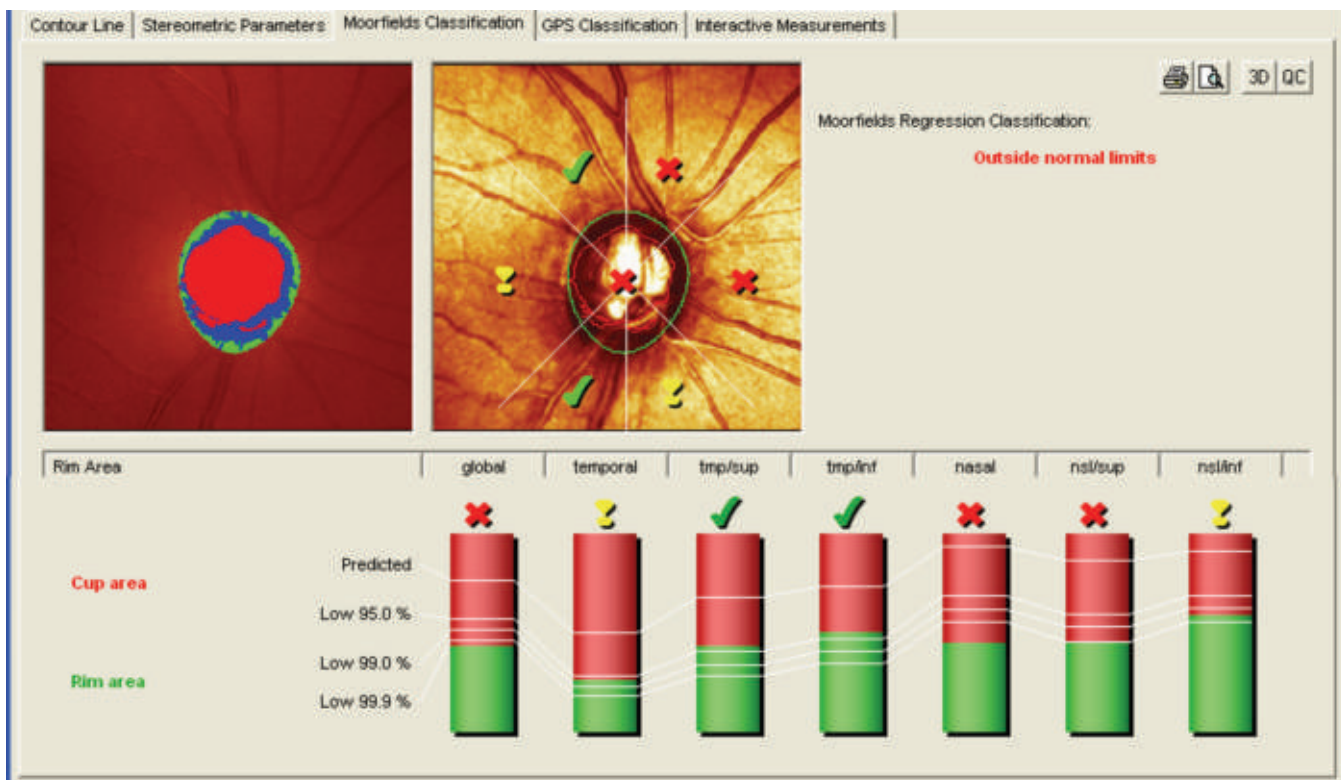 Contour Line Stereometric Parameters Moorfields Classification GPS Classification Interactive Measurements
3D QC
Moorfields Regression Classification:
Outside normal limits
Rim Area global temporal tmp/sup tmp/inf nasal nsl/sup nsl/inf
Predicted
Cup area
Low 95.0 %
Low 99.0 %
Rim area
Low 99.9 %